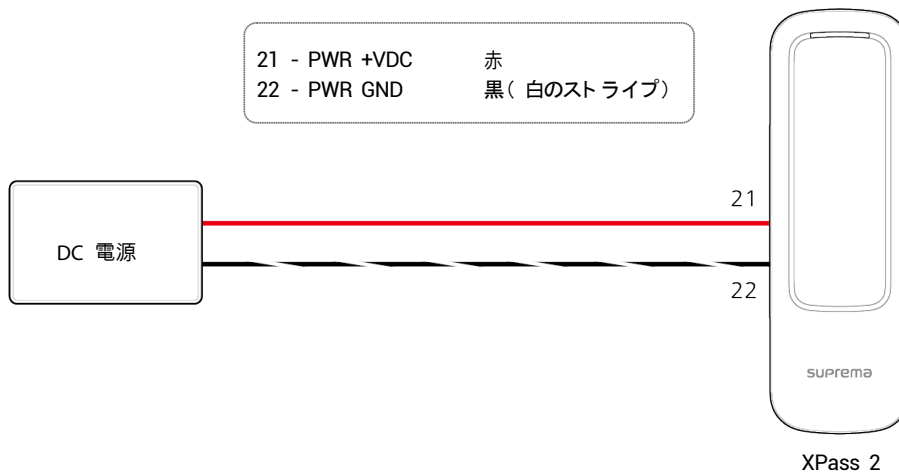 21 - PWR +VDC 赤
22 - PWR GND 黒( 白のストライプ)
21
DC 電源
22
suprema
XPass 2